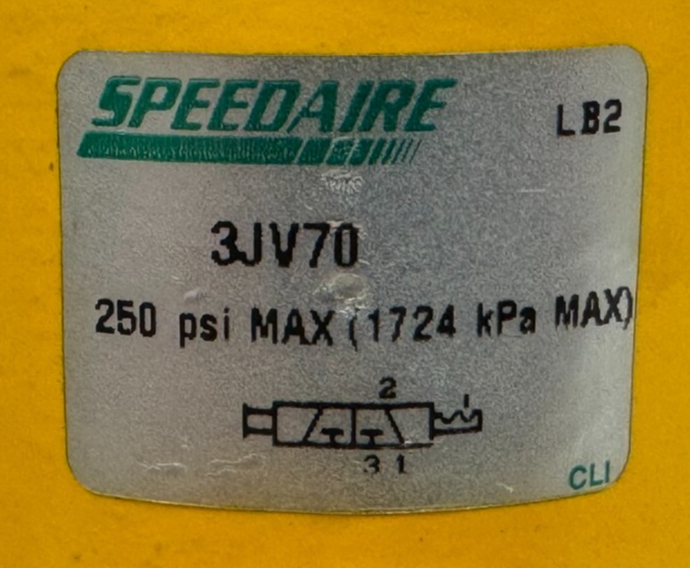 SPEEDAIRE
LB2
3JV70
250 psi MAX (1724 kPa MAX)
2
3 1
CLI